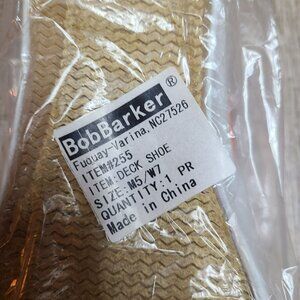 BobBarker®
Fuquay-Varina, NC27526
ITEM#255
ITEM:DECK SHOE
SIZE:M5/W7
QUANTITY:1 PR
Made in China